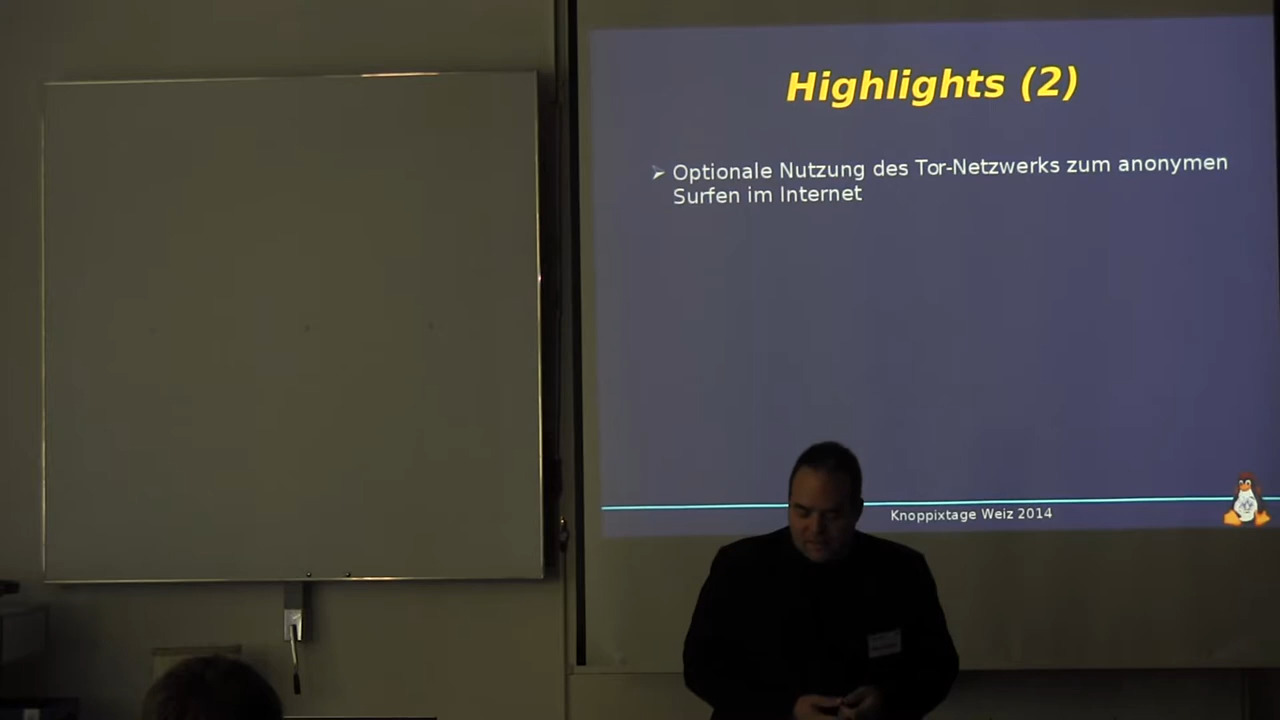 Highlights (2)
➢ Optionale Nutzung des Tor-Netzwerks zum anonymen
Surfen im Internet
Knoppixtage Weiz 2014